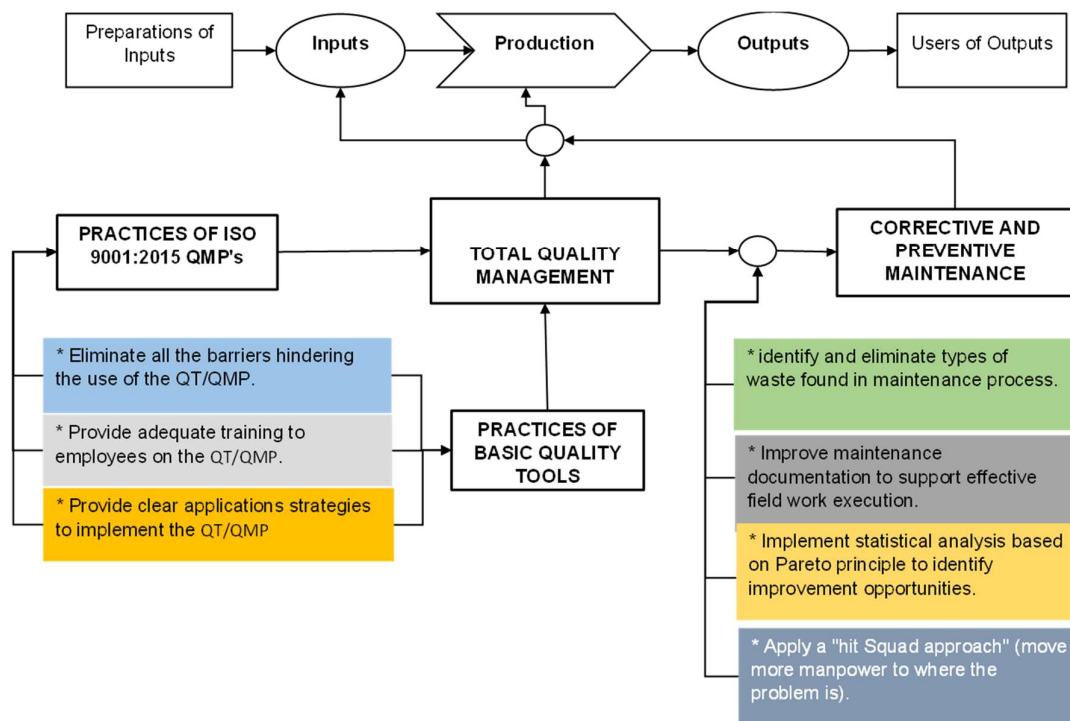 Preparations of
Inputs
Inputs
Production
Outputs
Users of Outputs
PRACTICES OF ISO
9001:2015 QMP's
TOTAL QUALITY
MANAGEMENT
CORRECTIVE AND
PREVENTIVE
MAINTENANCE
* Eliminate all the barriers hindering
the use of the QT/QMP.
* Provide adequate training to
employees on the QT/QMP.
* Provide clear applications strategies
to implement the QT/QMP
PRACTICES OF
BASIC QUALITY
TOOLS
* identify and eliminate types of
waste found in maintenance process.
* Improve maintenance
documentation to support effective
field work execution.
* Implement statistical analysis based
on Pareto principle to identify
improvement opportunities.
* Apply a "hit Squad approach" (move
more manpower to where the
problem is).